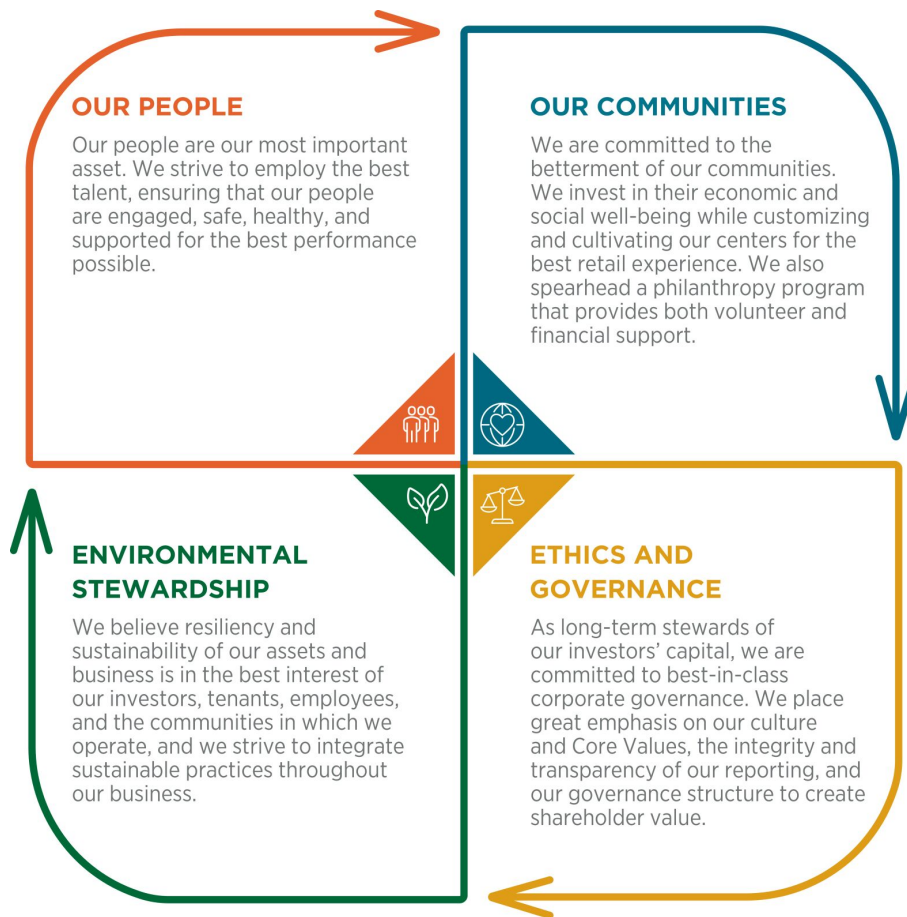 OUR PEOPLE
Our people are our most important
asset. We strive to employ the best
talent, ensuring that our people
are engaged, safe, healthy, and
supported for the best performance
possible.
OUR COMMUNITIES
We are committed to the
betterment of our communities.
We invest in their economic and
social well-being while customizing
and cultivating our centers for the
best retail experience. We also
spearhead a philanthropy program
that provides both volunteer and
financial support.
ENVIRONMENTAL
STEWARDSHIP
We believe resiliency and
sustainability of our assets and
business is in the best interest of
our investors, tenants, employees,
and the communities in which we
operate, and we strive to integrate
sustainable practices throughout
our business.
ETHICS AND
GOVERNANCE
As long-term stewards of
our investors’ capital, we are
committed to best-in-class
corporate governance. We place
great emphasis on our culture
and Core Values, the integrity and
transparency of our reporting, and
our governance structure to create
shareholder value.